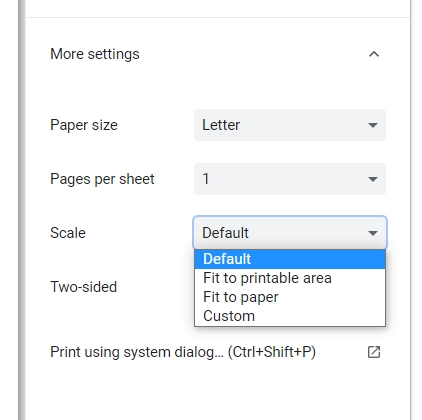 More settings
Paper size Letter
Pages per sheet 1
Scale Default
Default
Fit to printable area
Two-sided
Fit to paper
Custom
Print using system dialog... (Ctrl+Shift+P)